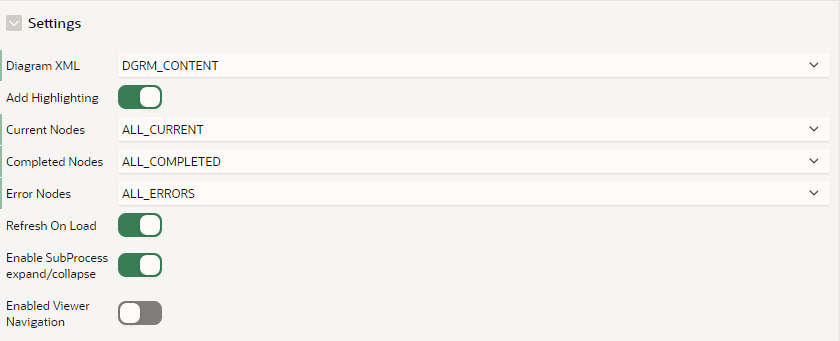 Settings
Diagram XML DGRM_CONTENT
Add Highlighting
Current Nodes ALL_CURRENT
Completed Nodes ALL_COMPLETED
Error Nodes ALL_ERRORS
Refresh On Load
Enable SubProcess
expand/collapse
Enabled Viewer
Navigation